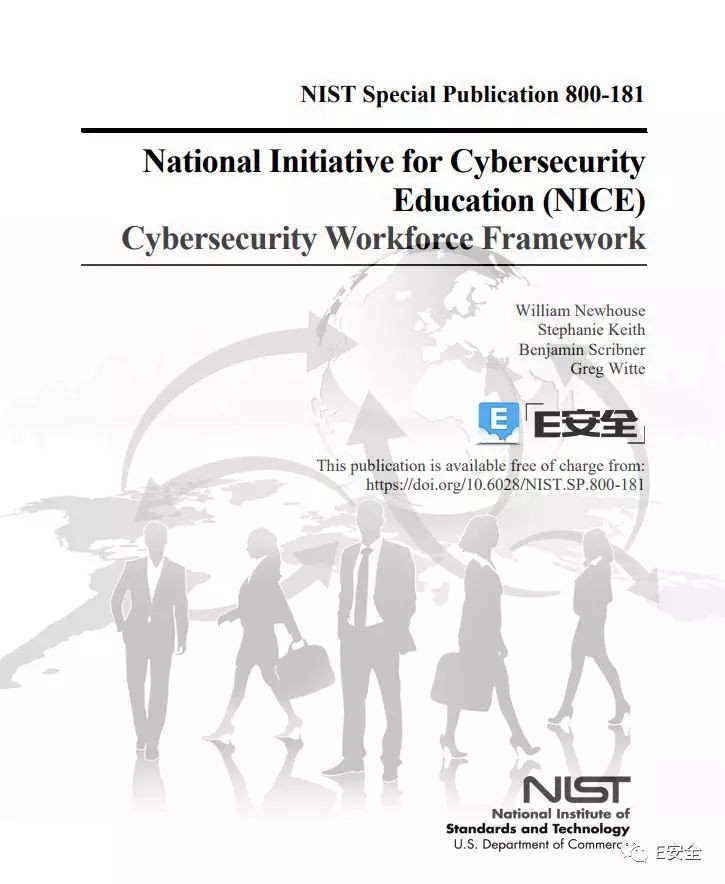 NIST Special Publication 800-181
National Initiative for Cybersecurity
Education (NICE)
Cybersecurity Workforce Framework
William Newhouse
Stephanie Keith
Benjamin Scribner
Greg Witte
E
E安全
This publication is available free of charge from:
https://doi.org/10.6028/NIST.SP.800-181
NIST
National Institute of
Standards and Technology
U.S. Department of Commerc
E安全